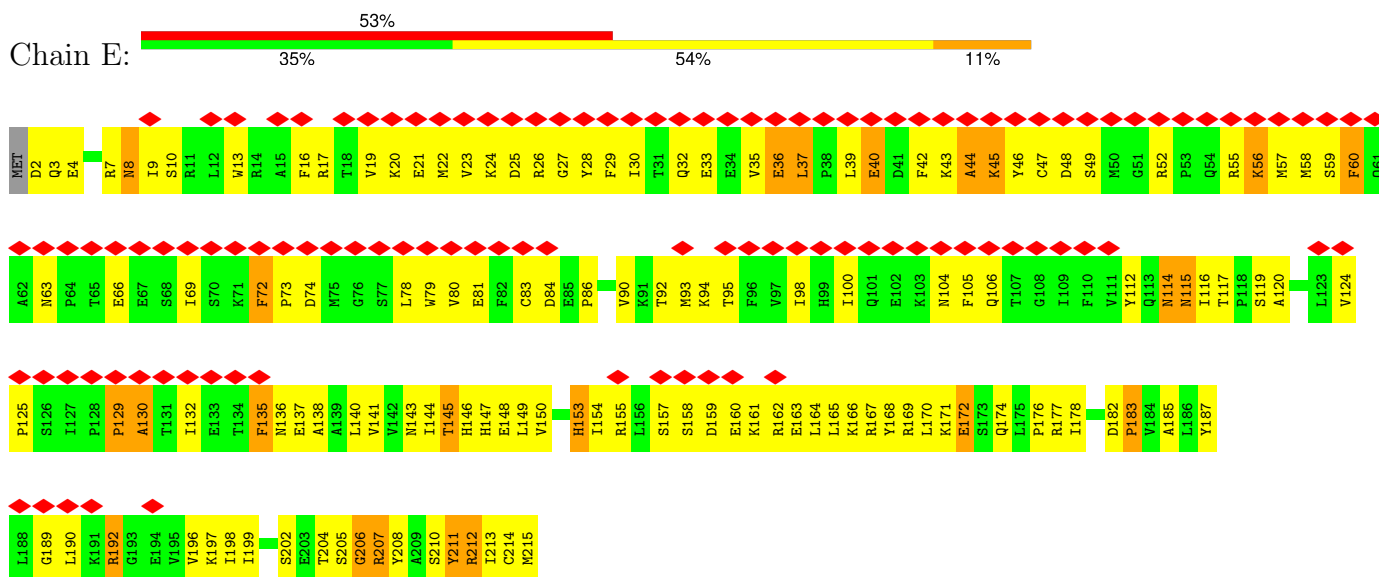 53%
Chain E:
35% 54% 11%
MET D2 Q3 E4 R7 N8 I9 S10 R11 L12 W13 R14 A15 F16 R17 T18 V19 K20 E21 M22 V23 K24 D25 R26 G27 Y28 F29 I30 T31 Q32 E33 E34 V35 E36 L37 P38 L39 E40 D41 F42 K43 A44 K45 Y46 C47 D48 S49 M50 G51 R52 P53 Q54 R55 K56 M57 M58 S59 F60 Q61
A62 N63 P64 T65 E66 E67 S68 I69 S70 K71 F72 P73 D74 M75 G76 S77 L78 W79 V80 E81 F82 C83 D84 E85 P86 V90 K91 T92 M93 K94 T95 F96 V97 I98 H99 I100 Q101 E102 K103 N104 F105 Q106 T107 G108 I109 F110 V111 Y112 Q113 N114 N115 I116 T117 P118 S119 A120 L123 V124
P125 S126 I127 P128 P129 A130 T131 I132 E133 T134 F135 N136 E137 A138 A139 L140 V141 V142 N143 I144 T145 H146 H147 E148 L149 V150 H153 I154 R155 L156 S157 S158 D159 E160 K161 R162 E163 L164 L165 K166 R167 Y168 R169 L170 K171 E172 S173 Q174 L175 P176 R177 I178 D182 P183 V184 A185 L186 Y187
L188 G189 L190 K191 R192 G193 E194 V195 V196 K197 I198 I199 S202 E203 T204 S205 G206 R207 Y208 A209 S210 Y211 R212 I213 C214 M215